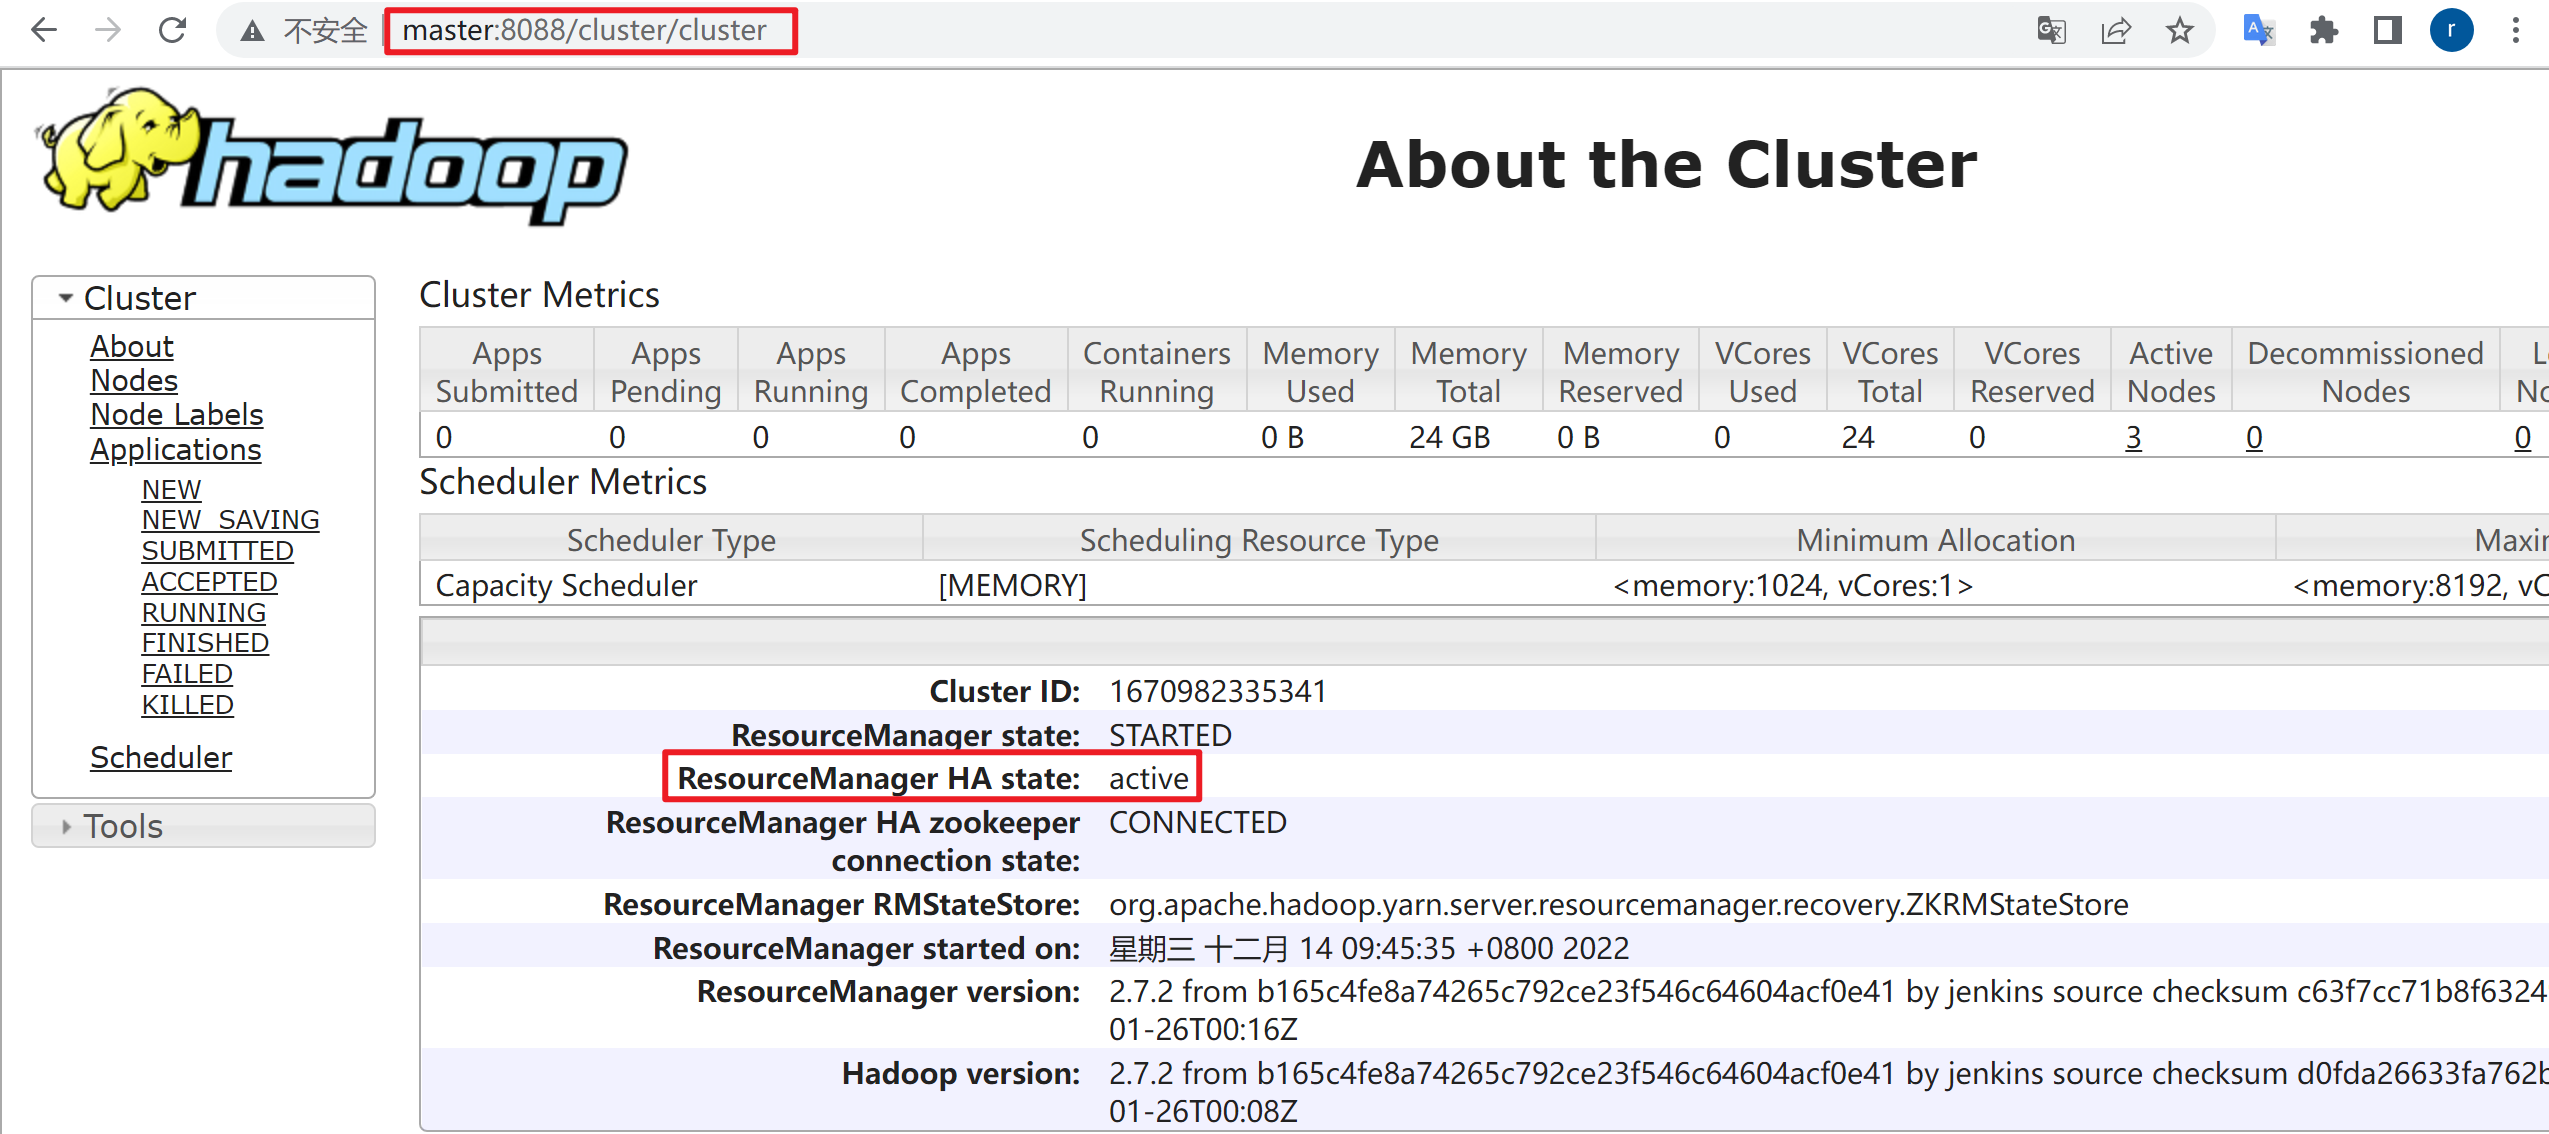 不安全 master:8088/cluster/cluster
r
hadoop
About the Cluster
Cluster
About
Nodes
Node Labels
Applications
NEW
NEW_SAVING
SUBMITTED
ACCEPTED
RUNNING
FINISHED
FAILED
KILLED
Scheduler
Tools
Cluster Metrics
Apps Submitted Apps Pending Apps Running Apps Completed Containers Running Memory Used Memory Total Memory Reserved VCores Used VCores Total VCores Reserved Active Nodes Decommissioned Nodes
0 0 0 0 0 0 B 24 GB 0 B 0 24 0 3 0 0
Scheduler Metrics
Scheduler Type Scheduling Resource Type Minimum Allocation
Capacity Scheduler [MEMORY] <memory:1024, vCores:1> <memory:8192,
Cluster ID: 1670982335341
ResourceManager state: STARTED
ResourceManager HA state: active
ResourceManager HA zookeeper connection state: CONNECTED
ResourceManager RMStateStore: org.apache.hadoop.yarn.server.resourcemanager.recovery.ZKRMStateStore
ResourceManager started on: 星期三 十二月 14 09:45:35 +0800 2022
ResourceManager version: 2.7.2 from b165c4fe8a74265c792ce23f546c64604acf0e41 by jenkins source checksum c63f7cc71b8f6324
01-26T00:16Z
Hadoop version: 2.7.2 from b165c4fe8a74265c792ce23f546c64604acf0e41 by jenkins source checksum d0fda26633fa762b
01-26T00:08Z